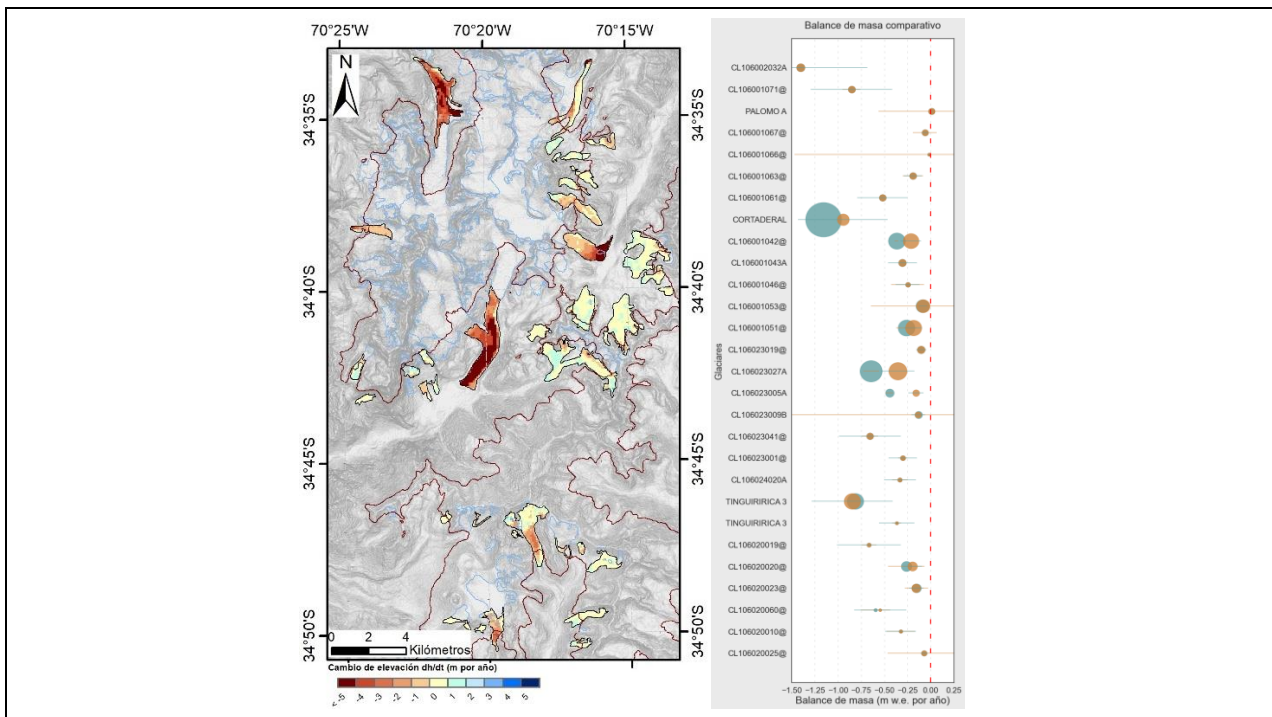 70°25'W 70°20'W 70°15'W
N
34°35'S 34°35'S
34°40'S 34°40'S
34°45'S 34°45'S
34°50'S 34°50'S
0 2 4
Kilómetros
Cambio de elevación dh/dt (m por año)
<-5 -4 -3 -2 -1 0 1 2 3 4 5
Balance de masa comparativo
Glaciares
CL106002032A
CL106001071@
PALOMO A
CL106001067@
CL106001066@
CL106001063@
CL106001061@
CORTADERAL
CL106001042@
CL106001043A
CL106001046@
CL106001053@
CL106001051@
CL106023019@
CL106023027A
CL106023005A
CL106023009B
CL106023041@
CL106023001@
CL106024020A
TINGUIRIRICA 3
TINGUIRIRICA 3
CL106020019@
CL106020020@
CL106020023@
CL106020060@
CL106020010@
CL106020025@
−1.50 −1.25 −1.00 −0.75 −0.50 −0.25 0.00 0.25
Balance de masa (m w.e. por año)